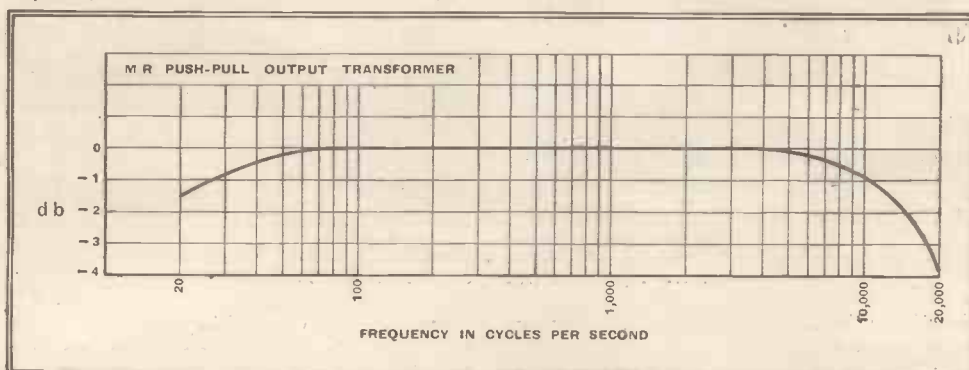 M R PUSH-PULL OUTPUT TRANSFORMER
0
-1
db -2
-3
-4
20 100 1,000 10,000 20,000
FREQUENCY IN CYCLES PER SECOND